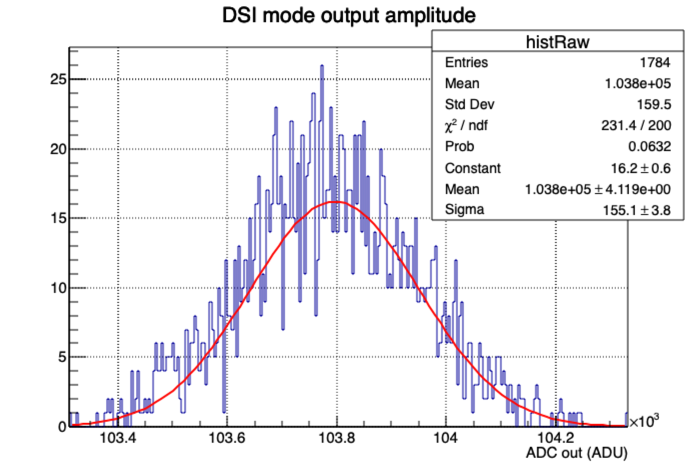 DSI mode output amplitude
histRaw
Entries 1784
Mean 1.038e+05
Std Dev 159.5
χ² / ndf 231.4 / 200
Prob 0.0632
Constant 16.2 ± 0.6
Mean 1.038e+05 ± 4.119e+00
Sigma 155.1 ± 3.8
25
20
15
10
5
0
103.4 103.6 103.8 104 104.2
×10³
ADC out (ADU)